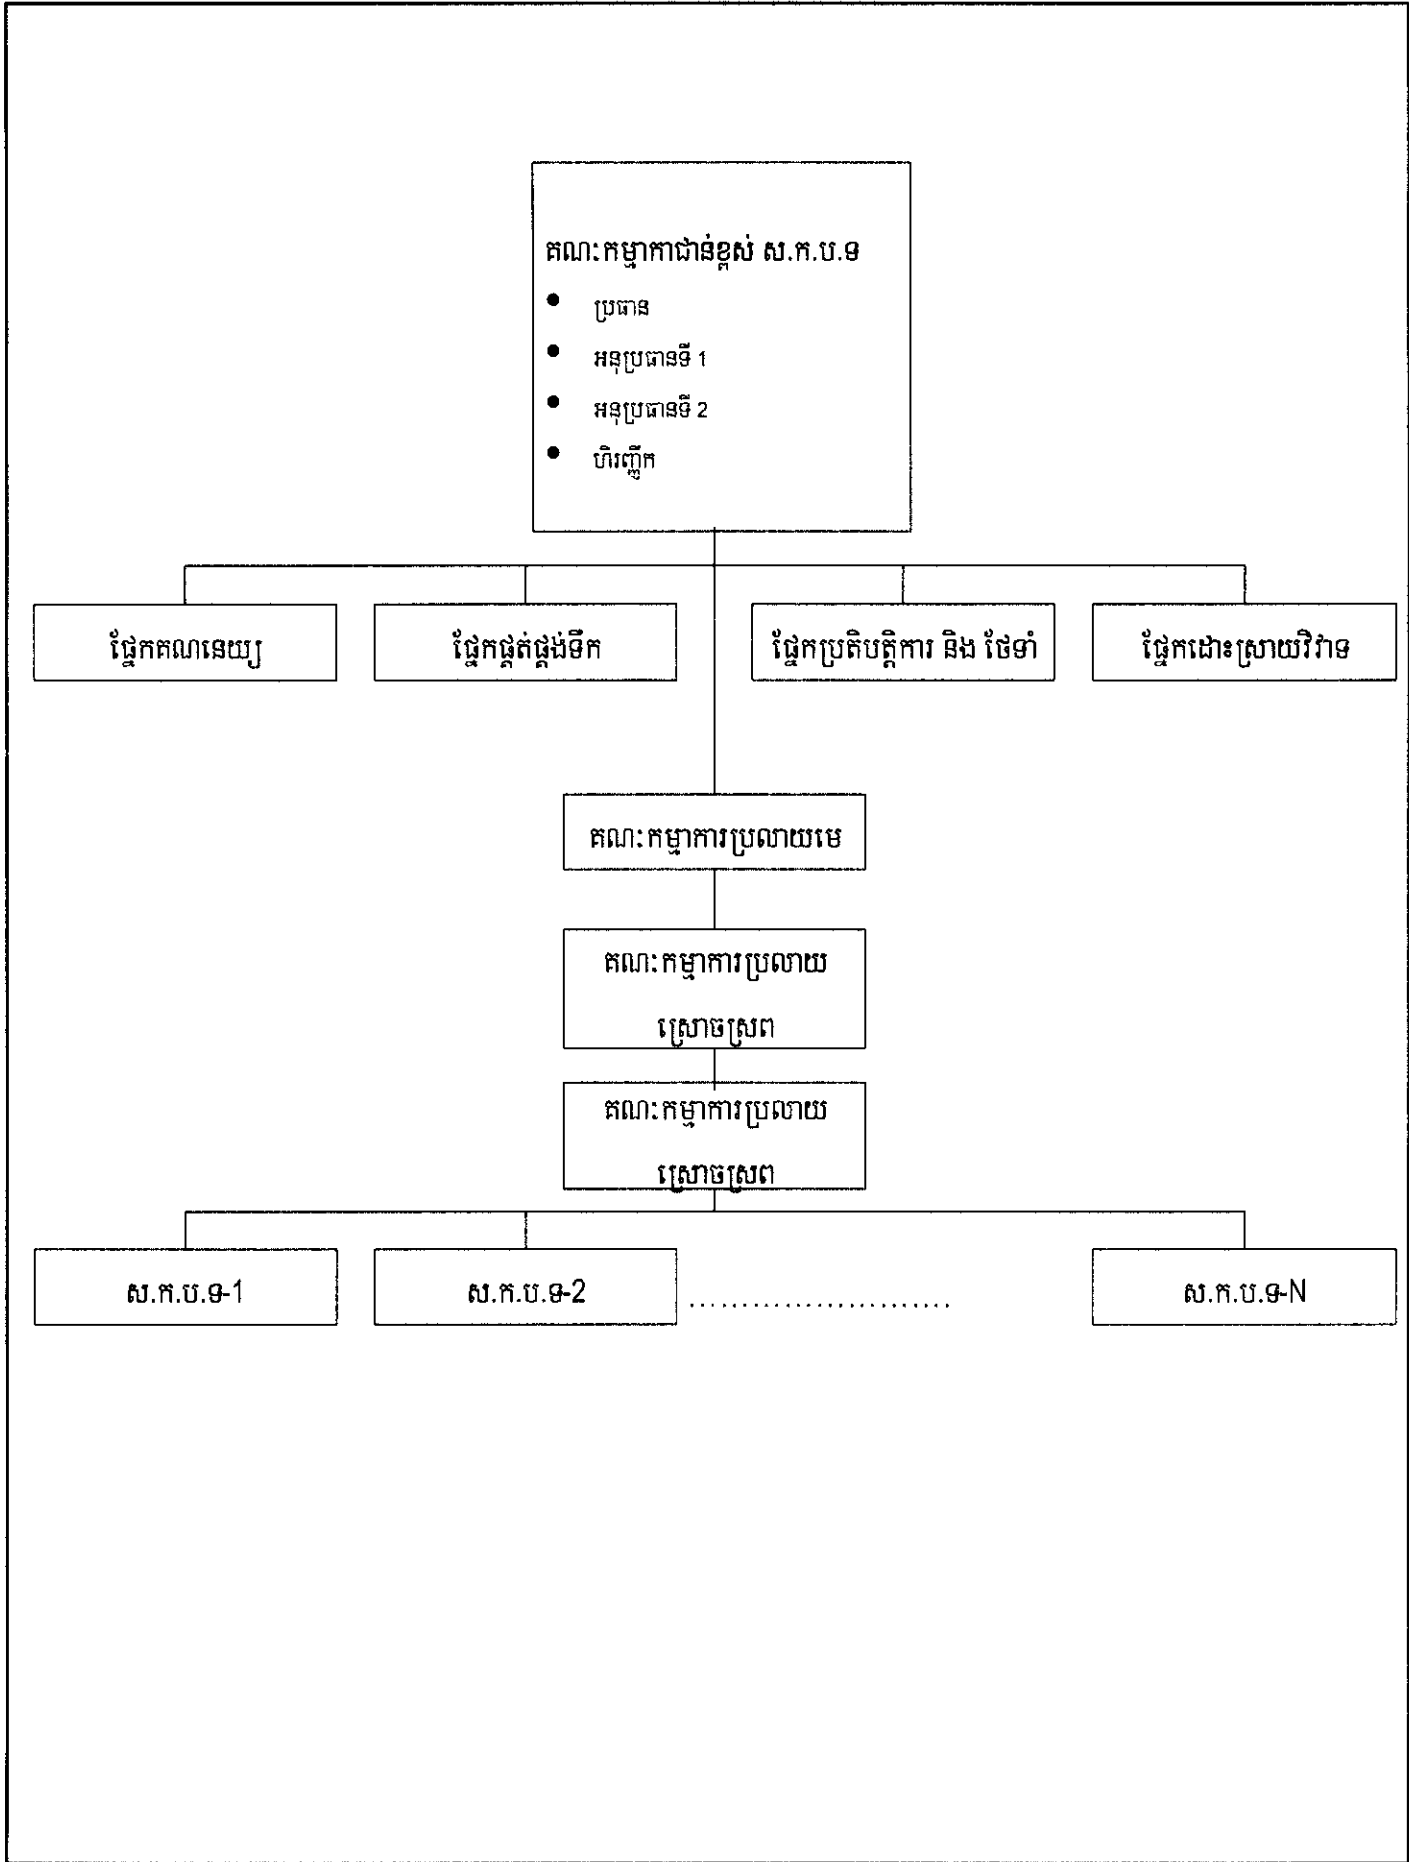 គណៈកម្មាកាជាន់ខ្ពស់ ស.ក.ប.ទ
● ប្រធាន
● អនុប្រធានទី 1
● អនុប្រធានទី 2
● ហិរញ្ញឹក
ផ្នែកគណនេយ្យ
ផ្នែកផ្គត់ផ្គង់ទឹក
ផ្នែកប្រតិបត្តិការ និង ថែទាំ
ផ្នែកដោះស្រាយវិវាទ
គណៈកម្មាការប្រលាយមេ
គណៈកម្មាការប្រលាយ
ស្រោចស្រព
គណៈកម្មាការប្រលាយ
ស្រោចស្រព
ស.ក.ប.ទ-1
ស.ក.ប.ទ-2
........................
ស.ក.ប.ទ-N